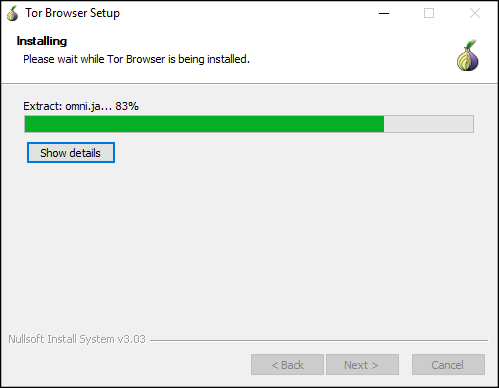 Tor Browser Setup
Installing
Please wait while Tor Browser is being installed.
Extract: omni.ja... 83%
Show details
Nullsoft Install System v3.03
< Back
Next >
Cancel